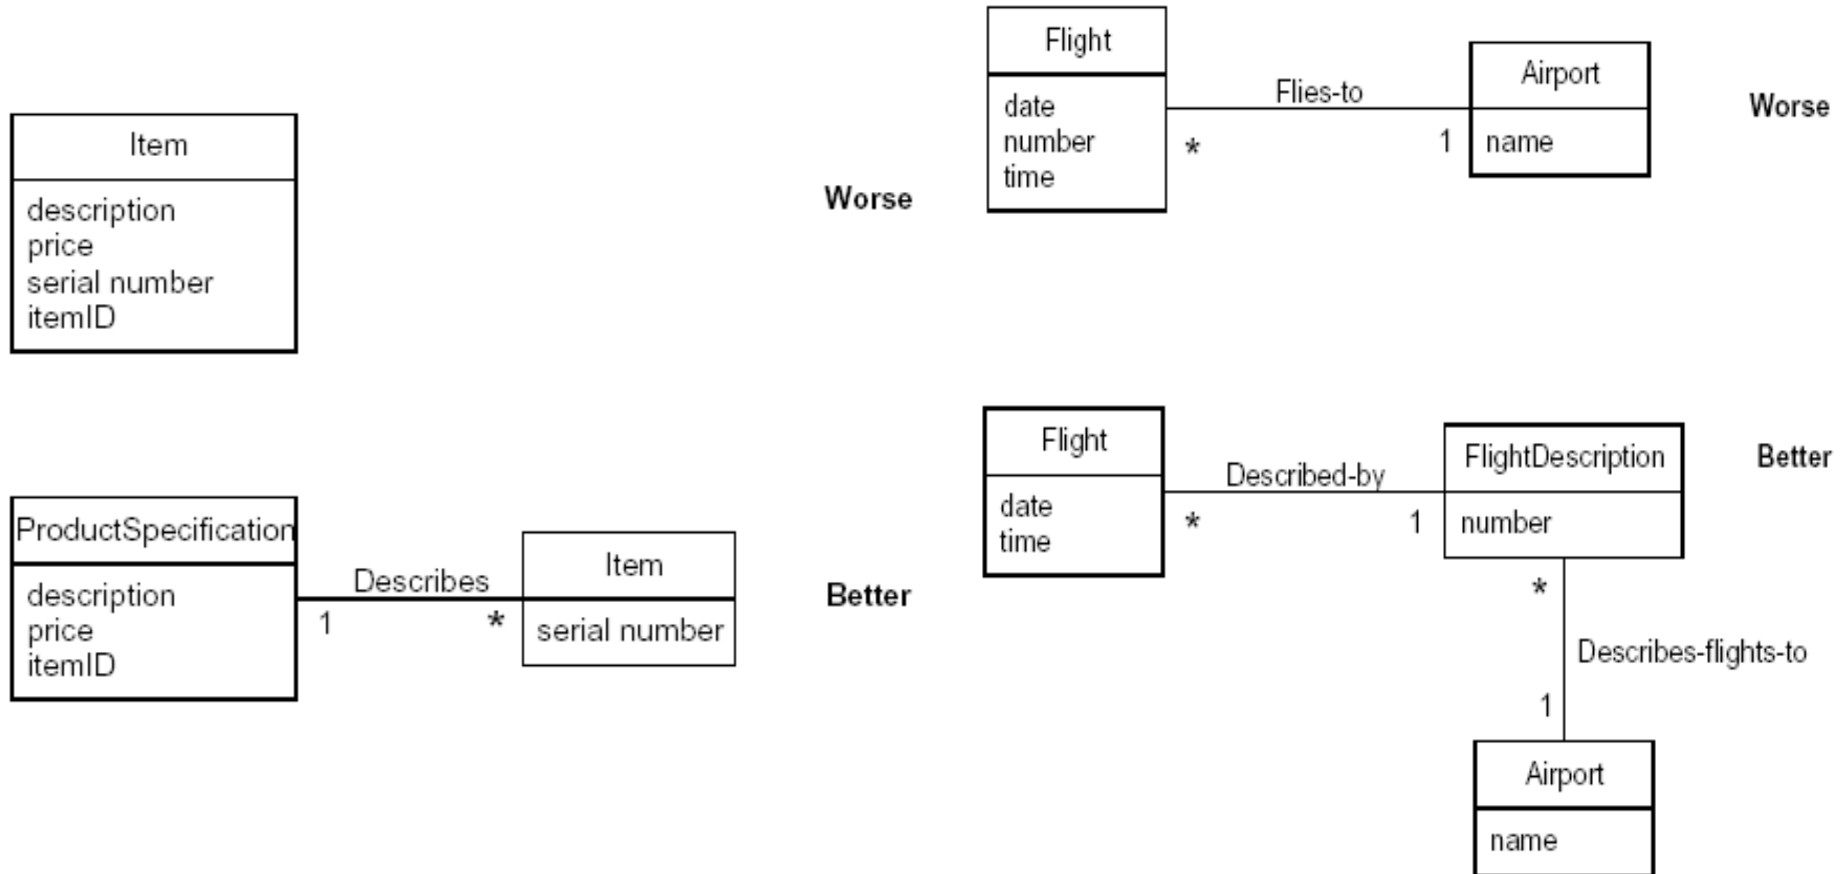 Item
description
price
serial number
itemID
Worse
ProductSpecification
description
price
itemID
Describes
1
*
Item
serial number
Better
Flight
date
number
time
Flies-to
*
1
Airport
name
Worse
Flight
date
time
Described-by
*
1
FlightDescription
number
Better
*
Describes-flights-to
1
Airport
name